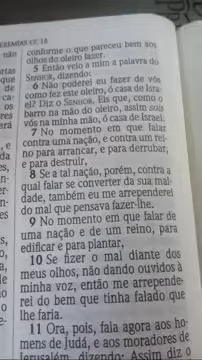 JEREMIAS 17, 18
conforme o que pareceu bem aos
olhos do oleiro fazer.
5 Então veio a mim a palavra do
SENHOR, dizendo:
6 Não poderei eu fazer de vós
como fez este oleiro, ó casa de Isra-
el? Diz o SENHOR. Eis que, como o
barro na mão do oleiro, assim sois
vós na minha mão, ó casa de Israel.
7 No momento em que falar
contra uma nação, e contra um rei-
no para arrancar, e para derrubar,
e para destruir,
8 Se a tal nação, porém, contra a
qual falar se converter da sua mal-
dade, também eu me arrependerei
do mal que pensava fazer-lhe.
9 No momento em que falar de
uma nação e de um reino, para
edificar e para plantar,
10 Se fizer o mal diante dos
meus olhos, não dando ouvidos à
minha voz, então me arrepende-
rei do bem que tinha falado que
lhe faria.
11 Ora, pois, fala agora aos ho-
mens de Judá, e aos moradores de
Jerusalém, dizendo: Assim diz o